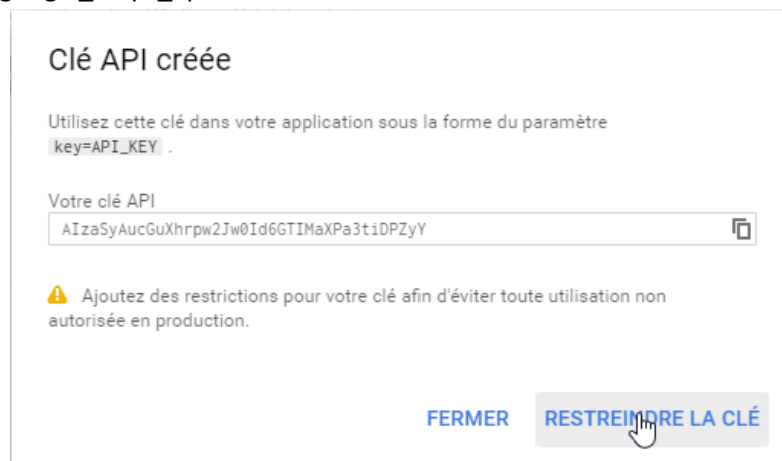 Clé API créée
Utilisez cette clé dans votre application sous la forme du paramètre
key=API_KEY .
Votre clé API
AIzaSyAucGuXhrpw2Jw0Id6GTIMaXPa3tiDPZyY
Ajoutez des restrictions pour votre clé afin d'éviter toute utilisation non
autorisée en production.
FERMER RESTREINDRE LA CLÉ